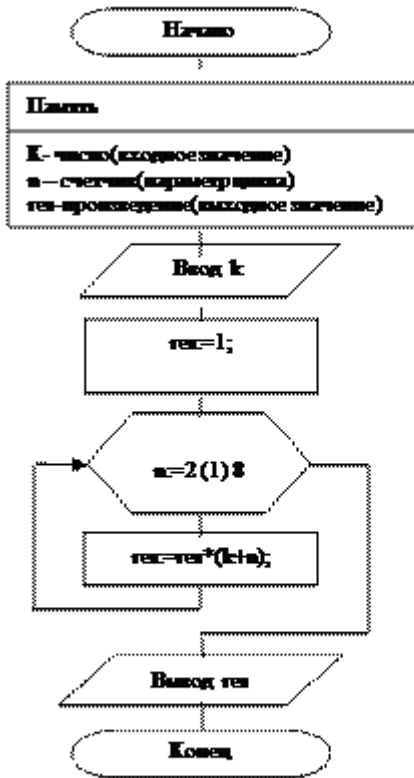 Начало
Память
K- число(входное значение)
n – счетчик(параметр цикла)
res-произведение(выходное значение)
Ввод k
res:=1;
n:=2 (1) 8
res:=res*(k+n);
Вывод res
Конец